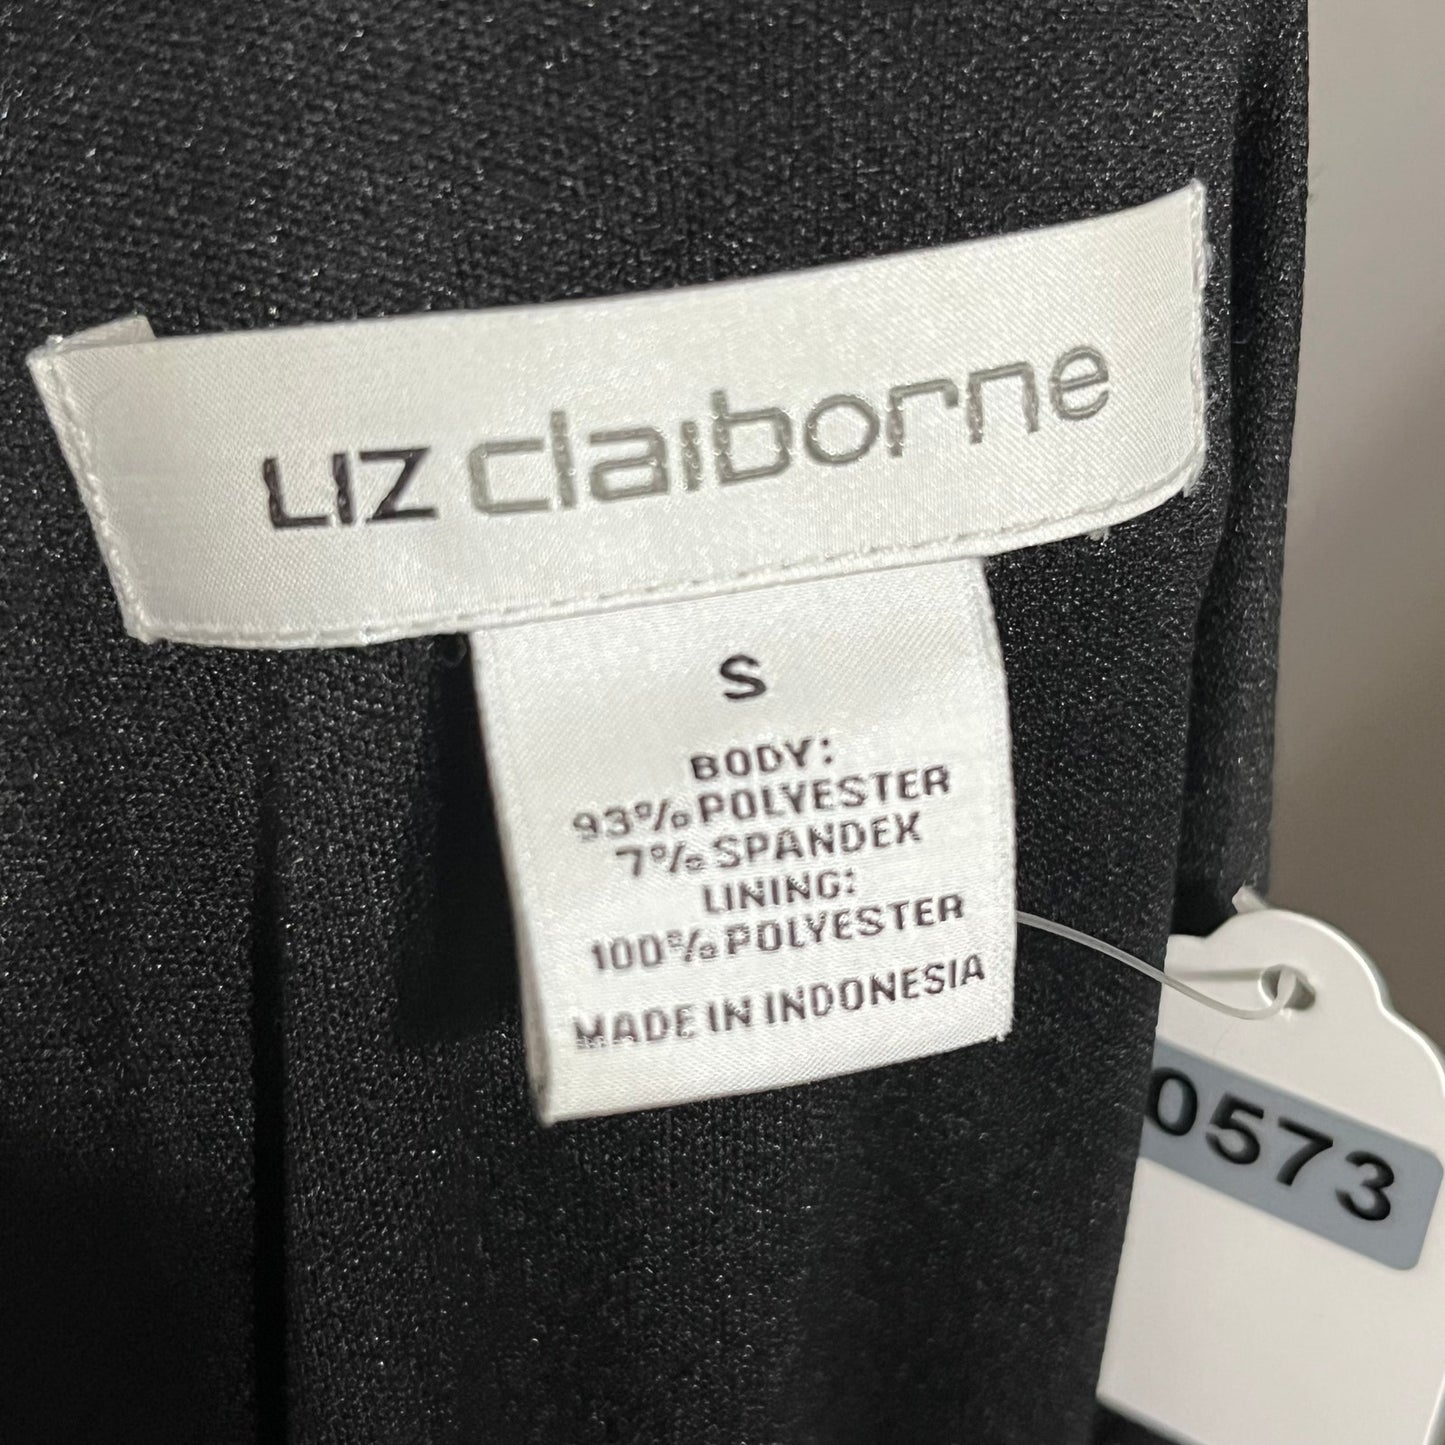 LIZ claiborne
S
BODY:
93% POLYESTER
7% SPANDEX
LINING:
100% POLYESTER
MADE IN INDONESIA
0573